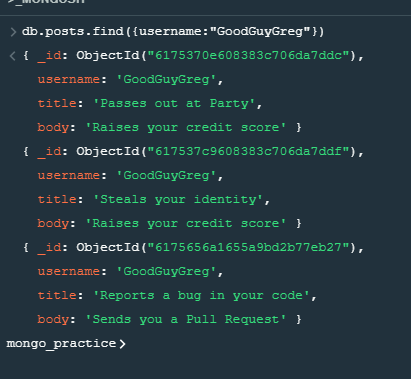 >_MONGOSH
> db.posts.find({username:"GoodGuyGreg"})
< { _id: ObjectId("6175370e608383c706da7ddc"),
username: 'GoodGuyGreg',
title: 'Passes out at Party',
body: 'Raises your credit score' }
{ _id: ObjectId("617537c9608383c706da7ddf"),
username: 'GoodGuyGreg',
title: 'Steals your identity',
body: 'Raises your credit score' }
{ _id: ObjectId("6175656a1655a9bd2b77eb27"),
username: 'GoodGuyGreg',
title: 'Reports a bug in your code',
body: 'Sends you a Pull Request' }
mongo_practice>